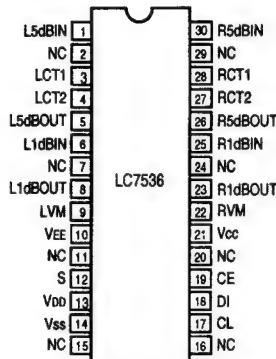 L5dBIN 1 30 R5dBIN
NC 2 29 NC
LCT1 3 28 RCT1
LCT2 4 27 RCT2
L5dBOUT 5 26 R5dBOUT
L1dBIN 6 25 R1dBIN
NC 7 24 NC
LC7536
L1dBOUT 8 23 R1dBOUT
LVM 9 22 RVM
VEE 10 21 Vcc
NC 11 20 NC
S 12 19 CE
VDD 13 18 DI
Vss 14 17 CL
NC 15 16 NC